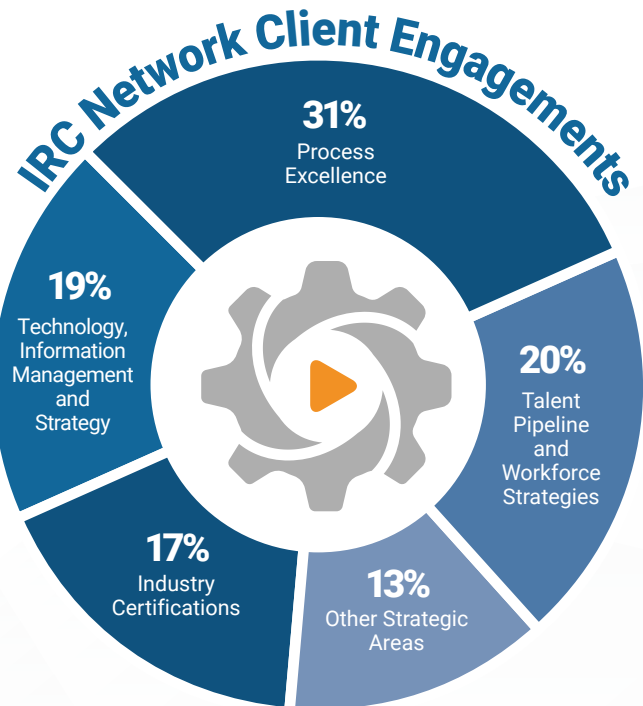 IRC Network Client Engagements
31%
Process
Excellence
19%
Technology,
Information
Management
and
Strategy
20%
Talent
Pipeline
and
Workforce
Strategies
17%
Industry
Certifications
13%
Other Strategic
Areas